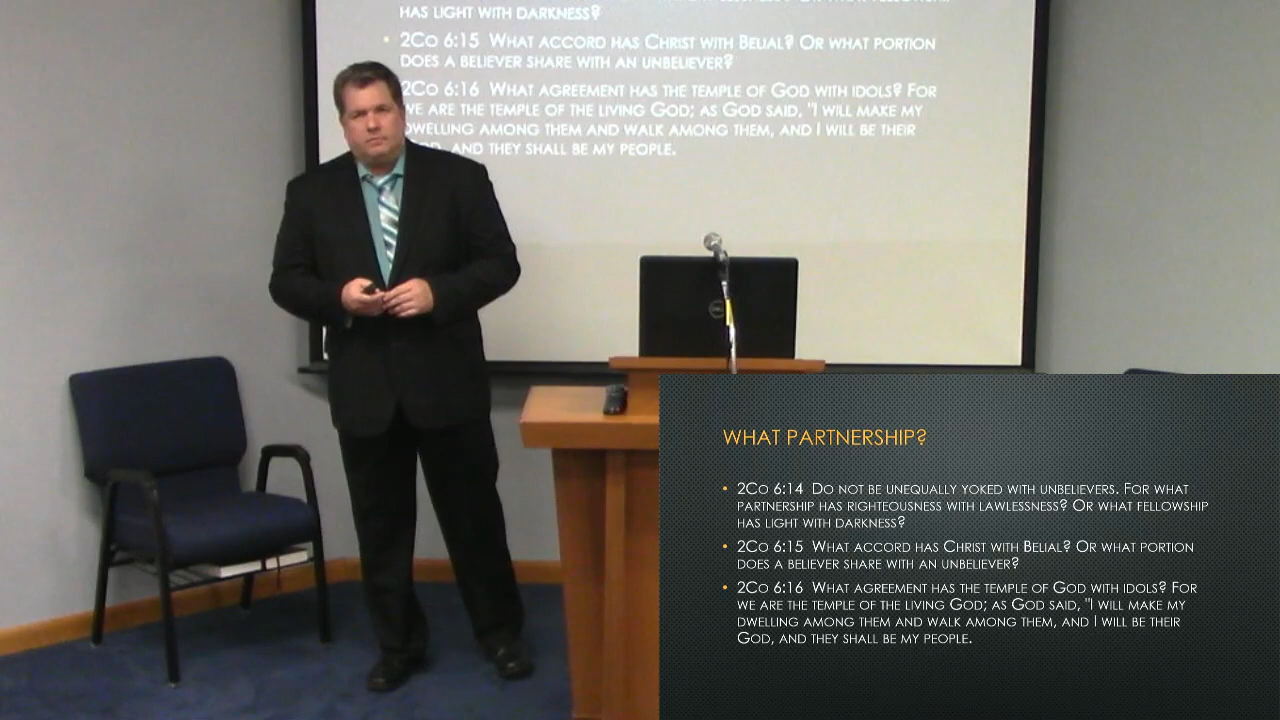 HAS LIGHT WITH DARKNESS?
• 2CO 6:15 WHAT ACCORD HAS CHRIST WITH BELIAL? OR WHAT PORTION
DOES A BELIEVER SHARE WITH AN UNBELIEVER?
2CO 6:16 WHAT AGREEMENT HAS THE TEMPLE OF GOD WITH IDOLS? FOR
WE ARE THE TEMPLE OF THE LIVING GOD; AS GOD SAID, "I WILL MAKE MY
DWELLING AMONG THEM AND WALK AMONG THEM, AND I WILL BE THEIR
GOD, AND THEY SHALL BE MY PEOPLE.
DELL
WHAT PARTNERSHIP?
• 2CO 6:14 DO NOT BE UNEQUALLY YOKED WITH UNBELIEVERS. FOR WHAT
PARTNERSHIP HAS RIGHTEOUSNESS WITH LAWLESSNESS? OR WHAT FELLOWSHIP
HAS LIGHT WITH DARKNESS?
• 2CO 6:15 WHAT ACCORD HAS CHRIST WITH BELIAL? OR WHAT PORTION
DOES A BELIEVER SHARE WITH AN UNBELIEVER?
• 2CO 6:16 WHAT AGREEMENT HAS THE TEMPLE OF GOD WITH IDOLS? FOR
WE ARE THE TEMPLE OF THE LIVING GOD; AS GOD SAID, "I WILL MAKE MY
DWELLING AMONG THEM AND WALK AMONG THEM, AND I WILL BE THEIR
GOD, AND THEY SHALL BE MY PEOPLE.